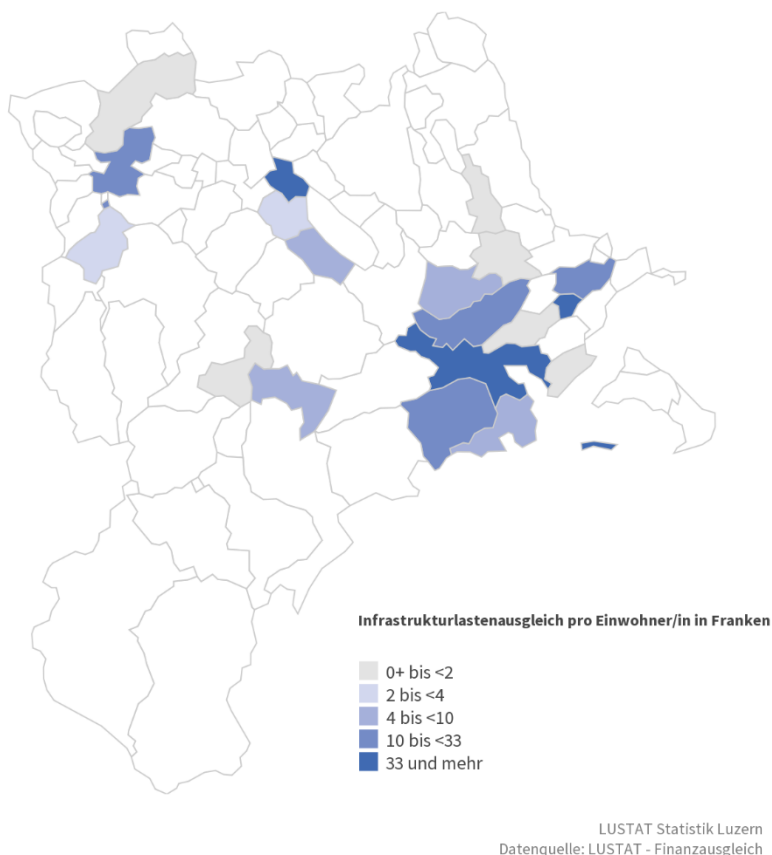 Infrastrukturlastenausgleich pro Einwohner/in in Franken
0+ bis <2
2 bis <4
4 bis <10
10 bis <33
33 und mehr
LUSTAT Statistik Luzern
Datenquelle: LUSTAT - Finanzausgleich